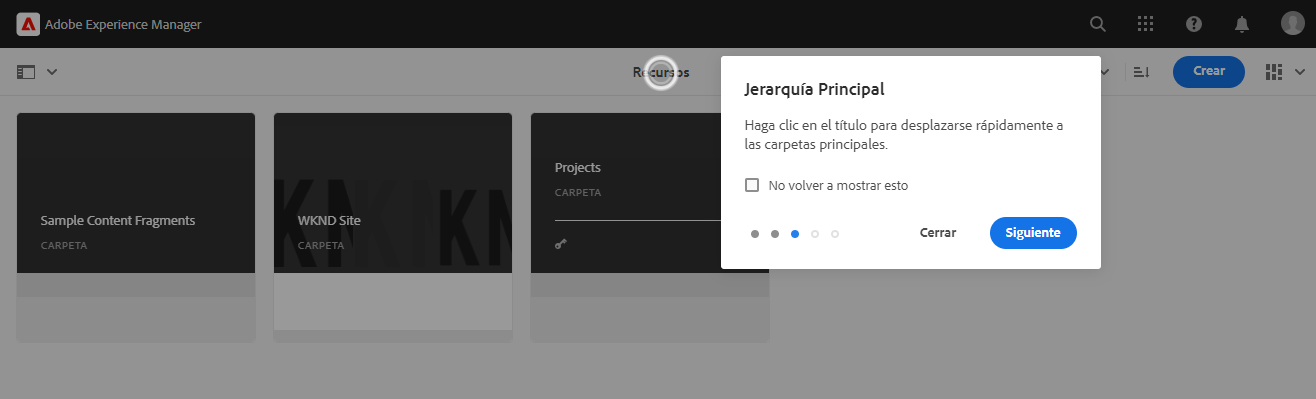 Adobe Experience Manager
Recursos
Crear
Jerarquía Principal
Haga clic en el título para desplazarse rápidamente a
las carpetas principales.
No volver a mostrar esto
Cerrar
Siguiente
Sample Content Fragments
CARPETA
WKND Site
CARPETA
Projects
CARPETA